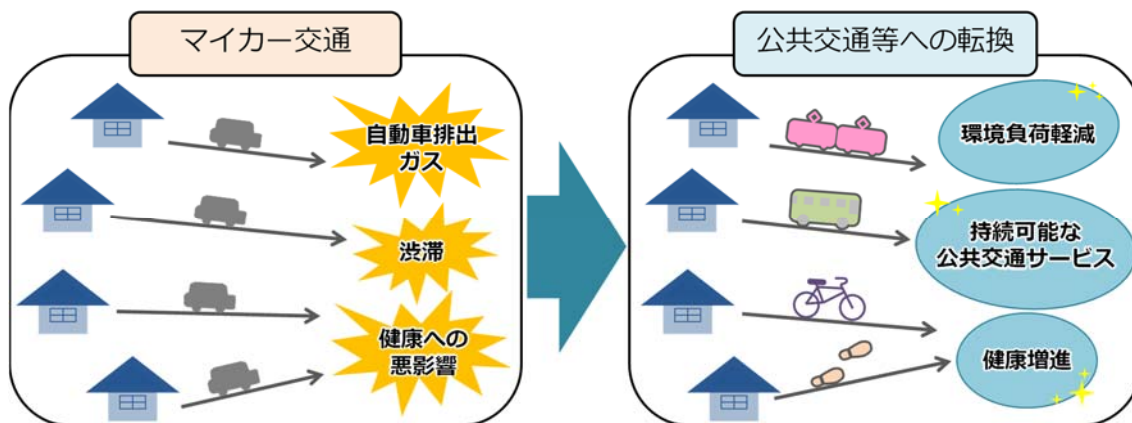 マイカー交通
自動車排出
ガス
渋滞
健康への
悪影響
公共交通等への転換
環境負荷軽減
持続可能な
公共交通サービス
健康増進